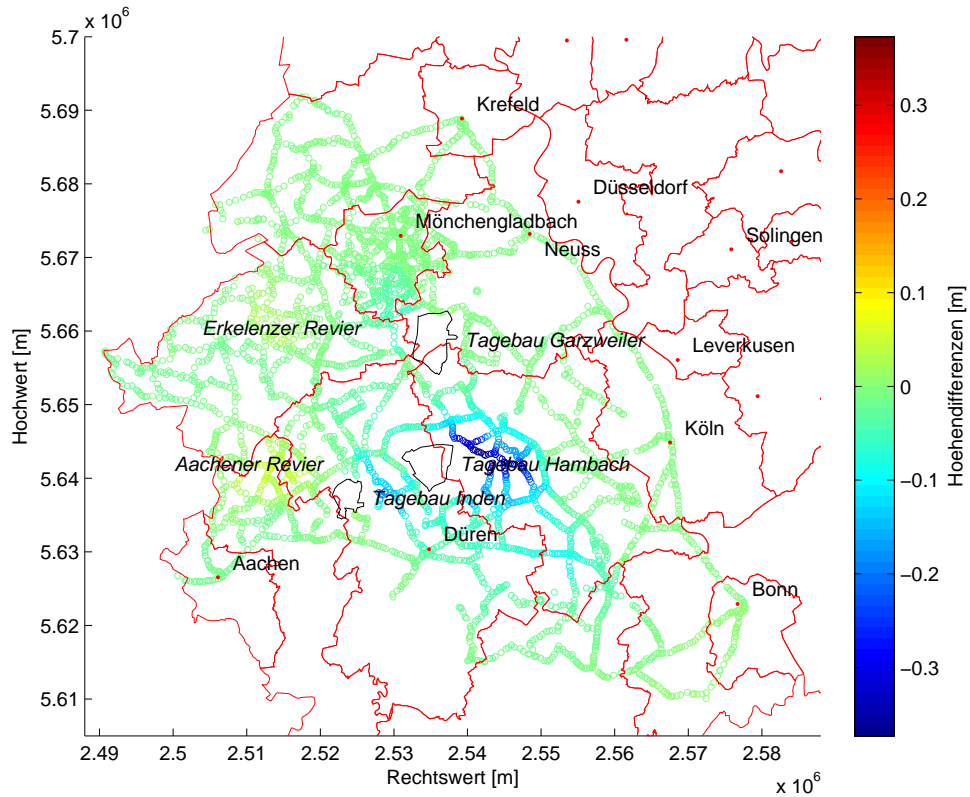 x 10⁶
5.7
5.69
5.68
5.67
5.66
5.65
5.64
5.63
5.62
5.61
Hochwert [m]
Krefeld
Düsseldorf
Mönchengladbach
Solingen
Neuss
Erkelenzer Revier
Tagebau Garzweiler
Leverkusen
Köln
Aachener Revier
Tagebau Hambach
Tagebau Inden
Düren
Aachen
Bonn
2.49
2.5
2.51
2.52
2.53
2.54
2.55
2.56
2.57
2.58
Rechtswert [m]
x 10⁶
0.3
0.2
0.1
0
−0.1
−0.2
−0.3
Hoehendifferenzen [m]